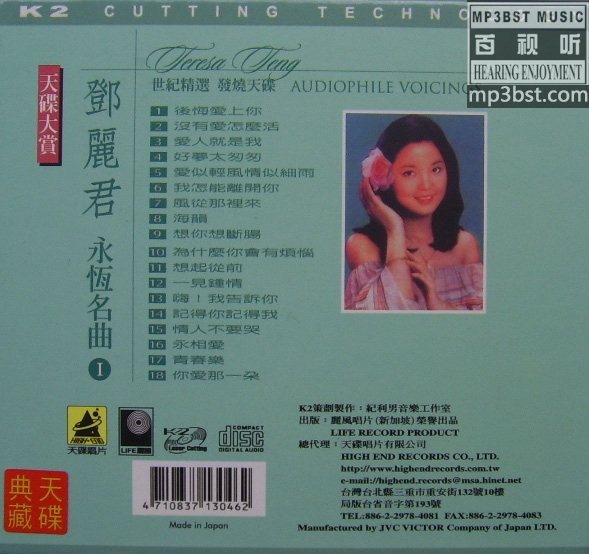 K2 CUTTING TECHNO
MP3BST MUSIC
百视听
HEARING ENJOYMENT
mp3bst.com
Teresa Teng
世紀精選 發燒天碟 AUDIOPHILE VOICING
天碟大賞
鄧麗君
永恆名曲
I
1 後悔愛上你
2 沒有愛怎麼活
3 愛人就是我
4 好夢太匆匆
5 愛似輕風情似細雨
6 我怎能離開你
7 風從那裡來
8 海韻
9 想你想斷腸
10 為什麼你會有煩惱
11 想起從前
12 一見鍾情
13 嗨！我告訴你
14 記得你記得我
15 情人不要哭
16 永相愛
17 青春樂
18 你愛那一朵
HIGH-END
天碟唱片
LIFE麗風
K2
Laser Cutting
COMPACT
disc
DIGITAL AUDIO
K2策劃製作：紀利男音樂工作室
出版：麗風唱片(新加坡)榮譽出品
LIFE RECORD PRODUCT
總代理：天碟唱片有限公司
HIGH END RECORDS CO., LTD.
http://www.highendrecords.com.tw
e-mail://highend.records@msa.hinet.net
台灣台北縣三重市重安街132號10樓
局版台省音字第193號
TEL:886-2-2978-4081 FAX:886-2-2978-4083
Manufactured by JVC VICTOR Company of Japan LTD.
天碟
典藏
4 710837 130462
Made in Japan